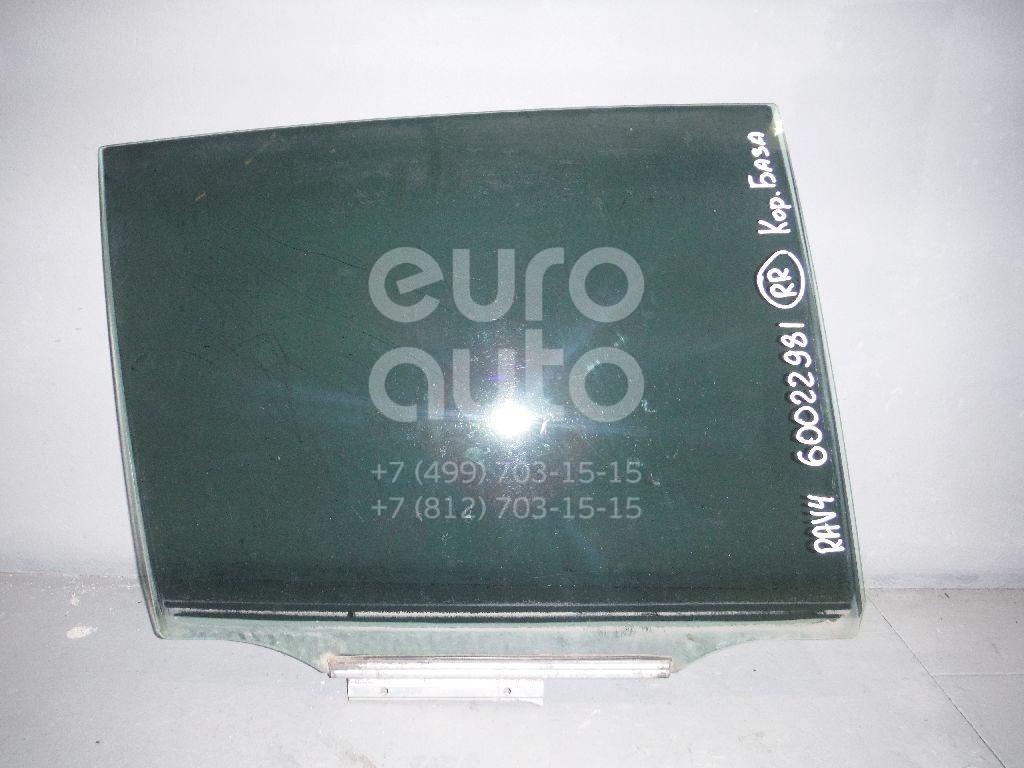 euro
auto
+7 (499) 703-15-15
+7 (812) 703-15-15
RAV4 60022981 RR Кор. БАЗА